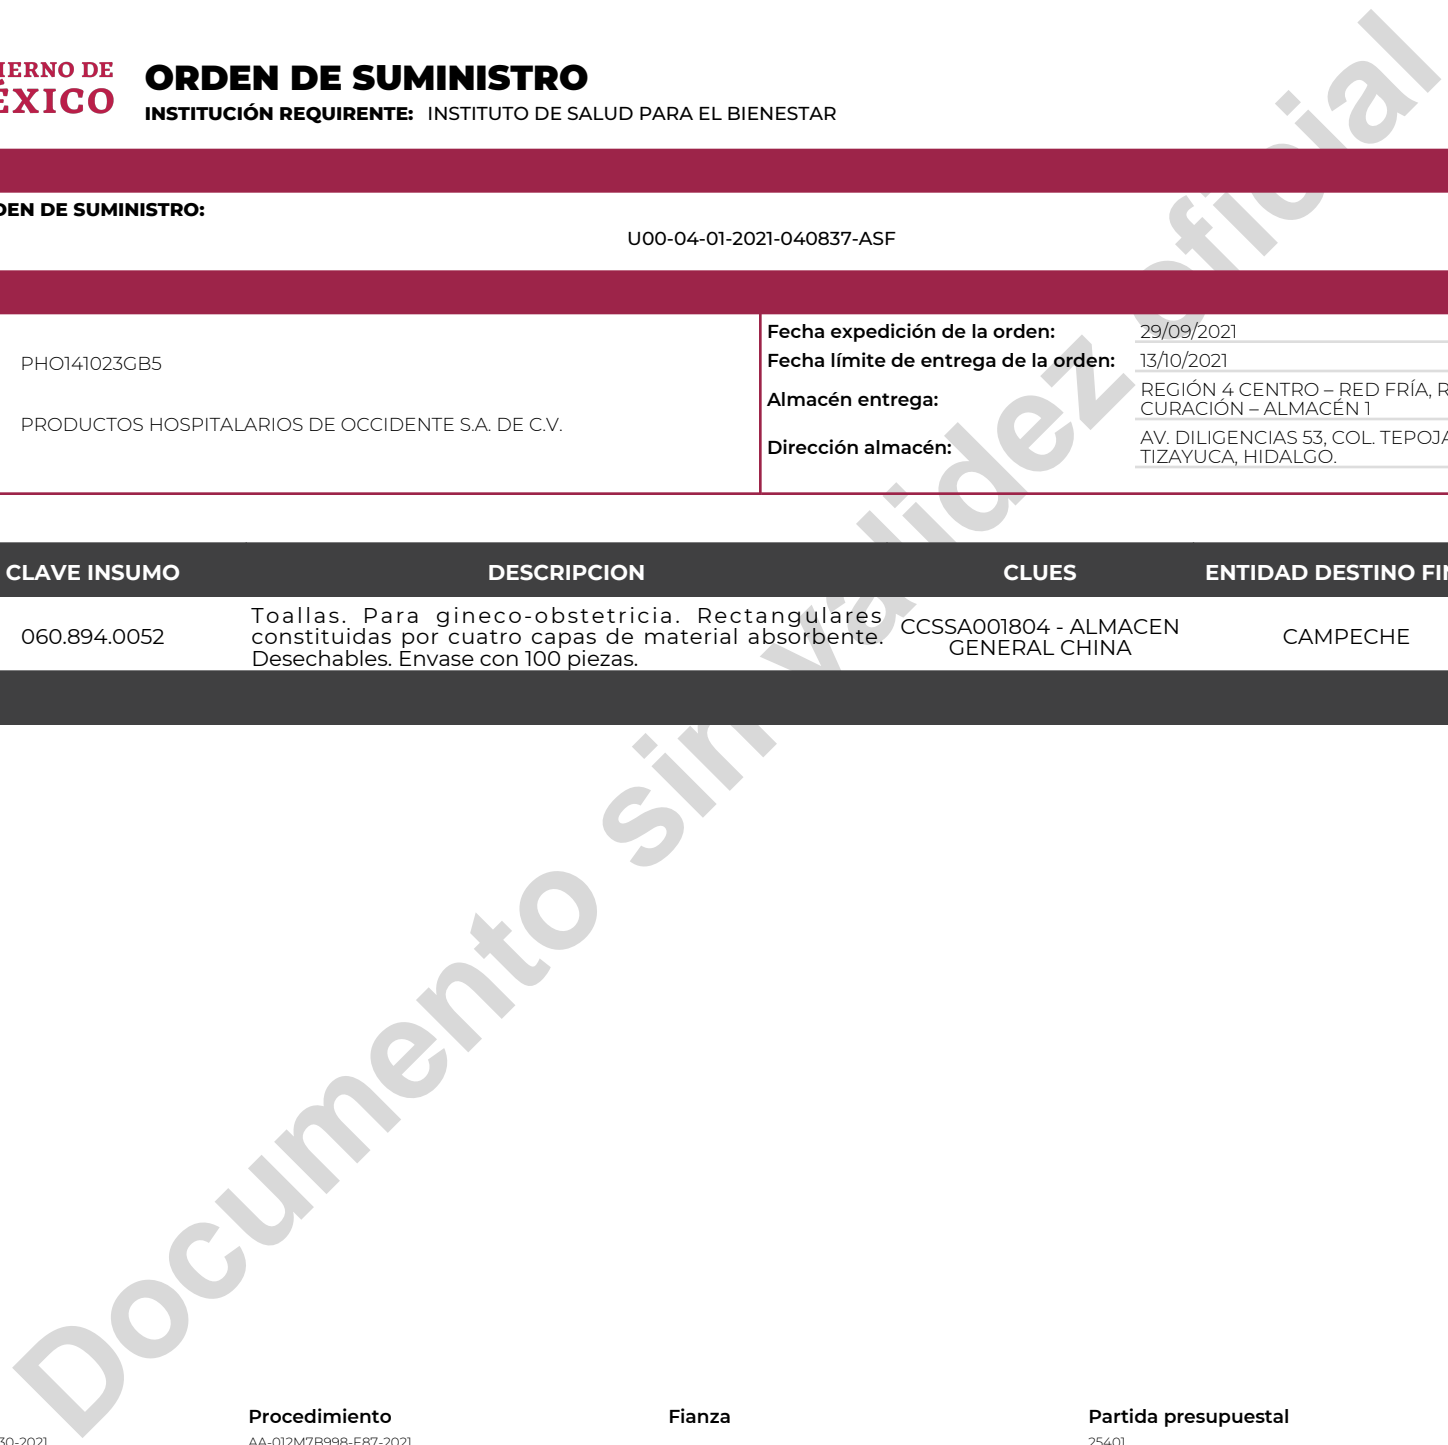 ORDEN DE SUMINISTRO
INSTITUCIÓN REQUIRENTE: INSTITUTO DE SALUD PARA EL BIENESTAR
DE
XICO
DE SUMINISTRO:
U00-04-01-2021-040837-ASF
PHO141023GB5
PRODUCTOS HOSPITALARIOS DE OCCIDENTE S.A. DE C.V.
Fecha expedición de la orden: 29/09/2021
Fecha límite de entrega de la orden: 13/10/2021
Almacén entrega: REGIÓN 4 CENTRO – RED FRÍA,
CURACIÓN – ALMACÉN 1
Dirección almacén: AV. DILIGENCIAS 53, COL.
TIZAYUCA, HIDALGO.
CLAVE INSUMO DESCRIPCION CLUES ENTIDAD DESTINO
060.894.0052
Toallas. Para gineco-obstetricia. Rectangulares
constituidas por cuatro capas de material absorbente.
Desechables. Envase con 100 piezas.
CCSSA001804 - ALMACEN
GENERAL CHINA
CAMPECHE
Documento sin validez oficial
Procedimiento Fianza Partida presupuestal